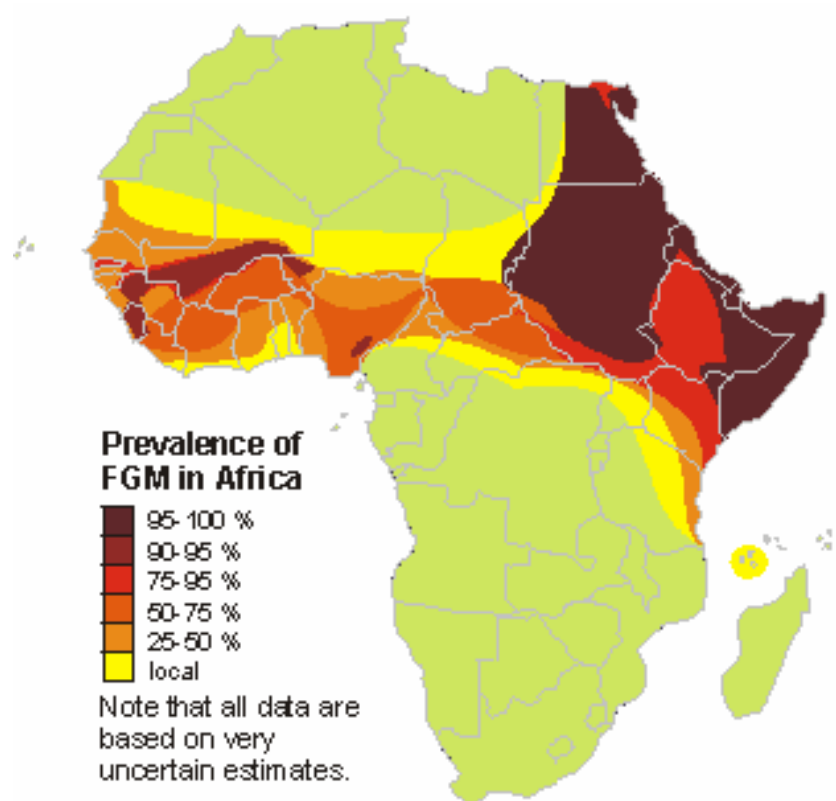 Prevalence of
FGM in Africa
95-100 %
90-95 %
75-95 %
50-75 %
25-50 %
local
Note that all data are
based on very
uncertain estimates.